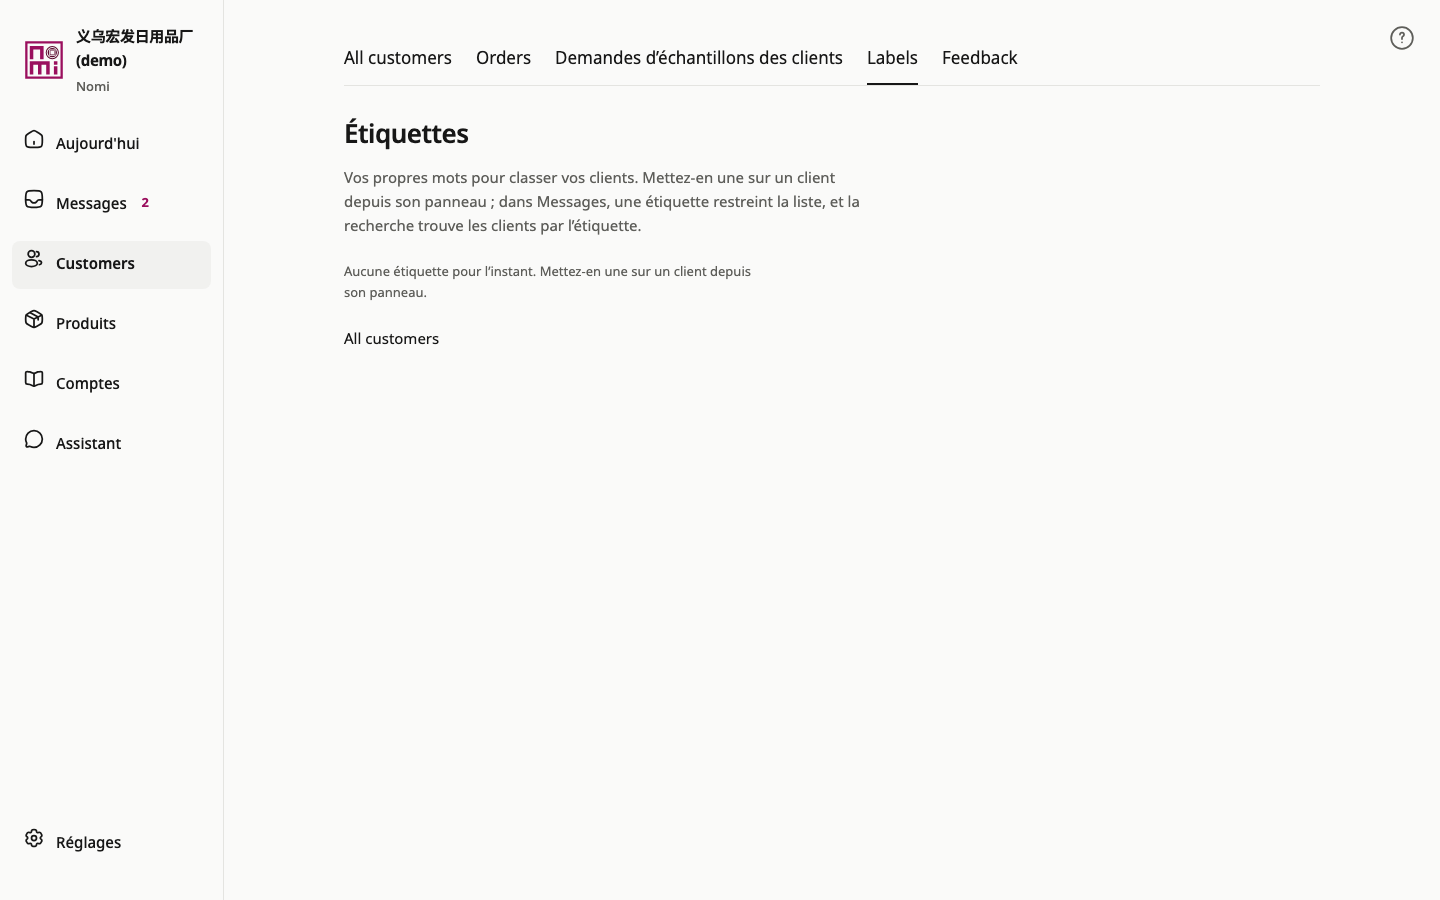 义乌宏发日用品厂
(demo)
Nomi
Aujourd'hui
Messages 2
Customers
Produits
Comptes
Assistant
Réglages
All customers Orders Demandes d’échantillons des clients Labels Feedback
Étiquettes
Vos propres mots pour classer vos clients. Mettez-en une sur un client
depuis son panneau ; dans Messages, une étiquette restreint la liste, et la
recherche trouve les clients par l’étiquette.
Aucune étiquette pour l’instant. Mettez-en une sur un client depuis
son panneau.
All customers